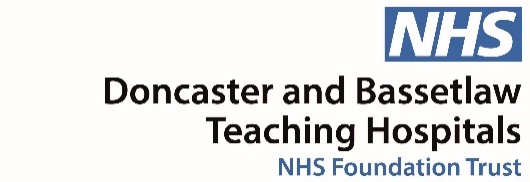 NHS
Doncaster and Bassetlaw
Teaching Hospitals
NHS Foundation Trust